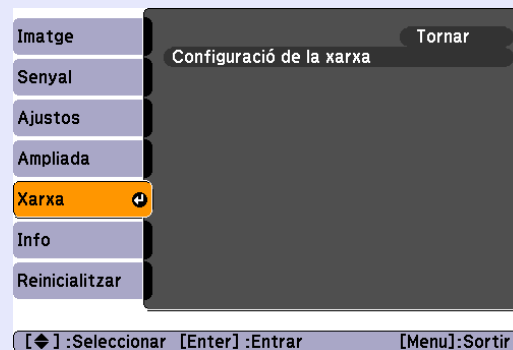 Imatge
Senyal
Ajustos
Ampliada
Xarxa
Info
Reinicialitzar
Tornar
Configuració de la xarxa
[◆] :Seleccionar [Enter] :Entrar [Menu]:Sortir